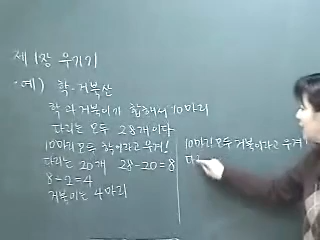 제1장 우기기
예) 학-거북산
학과 거북이가 합해서 10마리
다리는 모두 28개이다
10마리 모두 학이라고 우겨!
다리는 20개 28-20=8
8÷2=4
거북이는 4마리
10마리 모두 거북이라고 우겨!